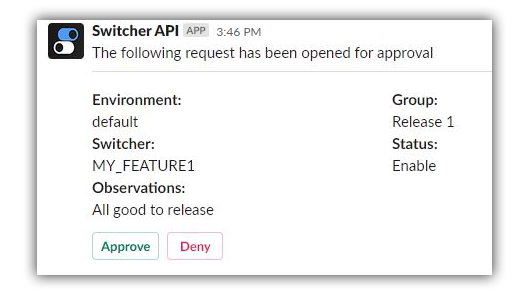 Switcher API APP 3:46 PM
The following request has been opened for approval
Environment: Group:
default Release 1
Switcher: Status:
MY_FEATURE1 Enable
Observations:
All good to release
Approve Deny